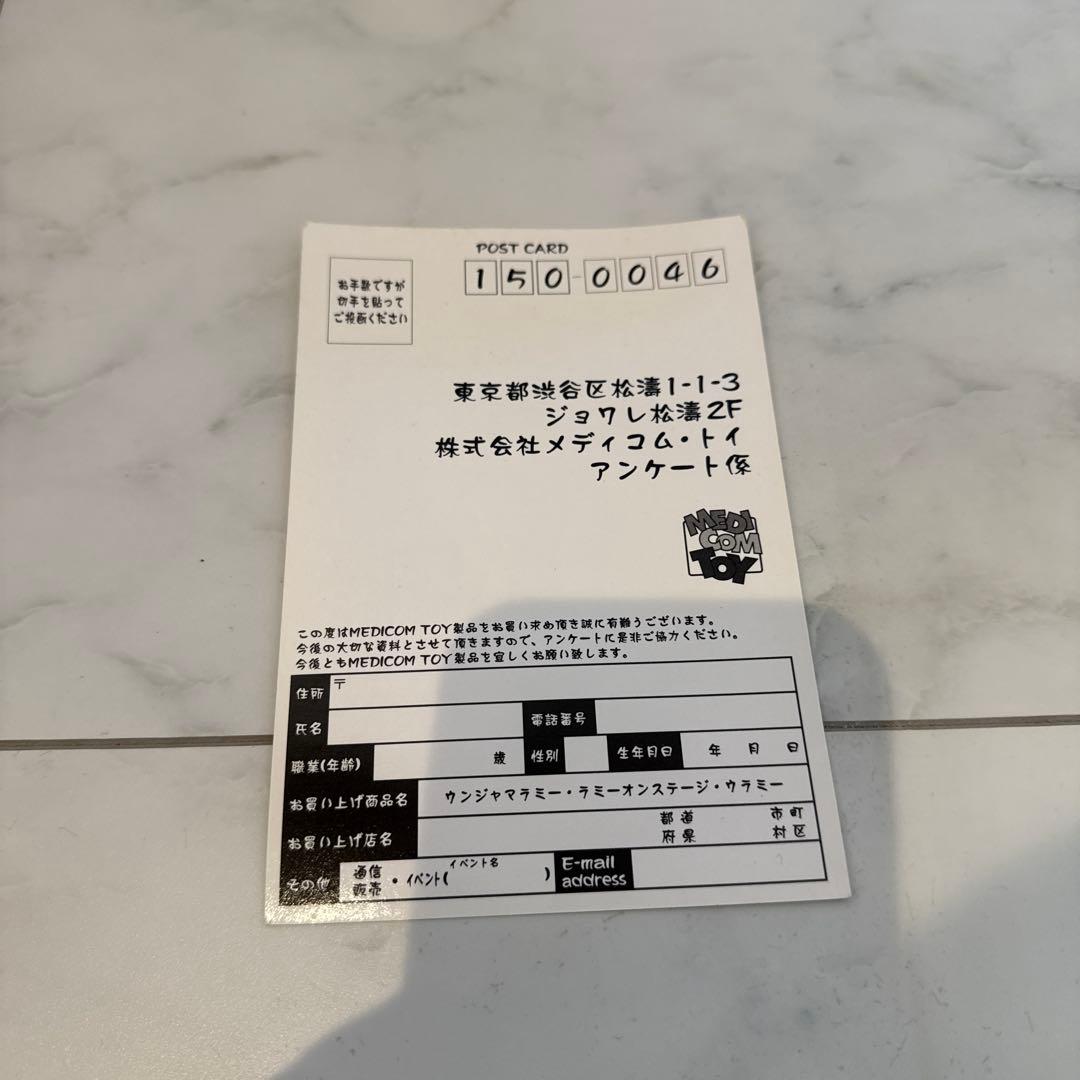 POST CARD
150-0046
お手数ですが
切手を貼って
ご投函ください
東京都渋谷区松濤1-1-3
ジョワレ松濤2F
株式会社メディコム・トイ
アンケート係
MEDI
COM
TOY
この度はMEDICOM TOY製品をお買い求め頂き誠に有難うございます。
今後の大切な資料とさせて頂きますので、アンケートに是非ご協力ください。
今後ともMEDICOM TOY製品を宜しくお願い致します。
住所 〒
氏名 電話番号
職業(年齢) 歳 性別 生年月日 年 月 日
お買い上げ商品名 ウンジャマラミー・ラミーオンステージ・ウラミー
お買い上げ店名 都道府県 市町村区
その他 通信販売・イベント(イベント名) E-mail address